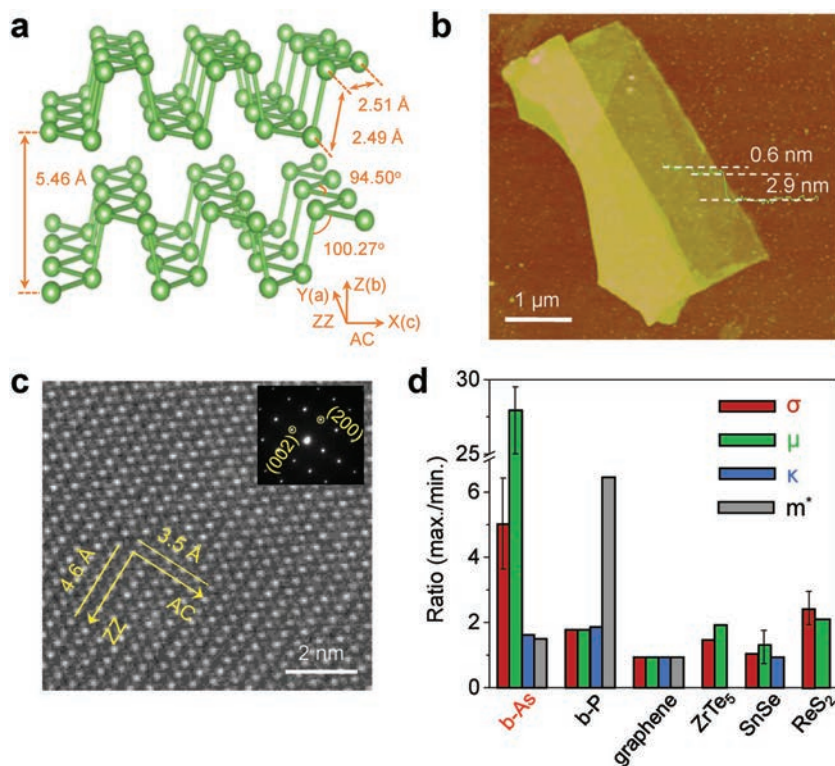 a
2.51 Å
2.49 Å
5.46 Å
94.50°
100.27°
Z(b)
Y(a)
ZZ
X(c)
AC
b
0.6 nm
2.9 nm
1 μm
c
(002)
(200)
4.6 Å
3.5 Å
ZZ
AC
2 nm
d
Ratio (max./min.)
30
25
6
4
2
0
σ
μ
κ
m*
b-As
b-P
graphene
ZrTe₅
SnSe
ReS₂